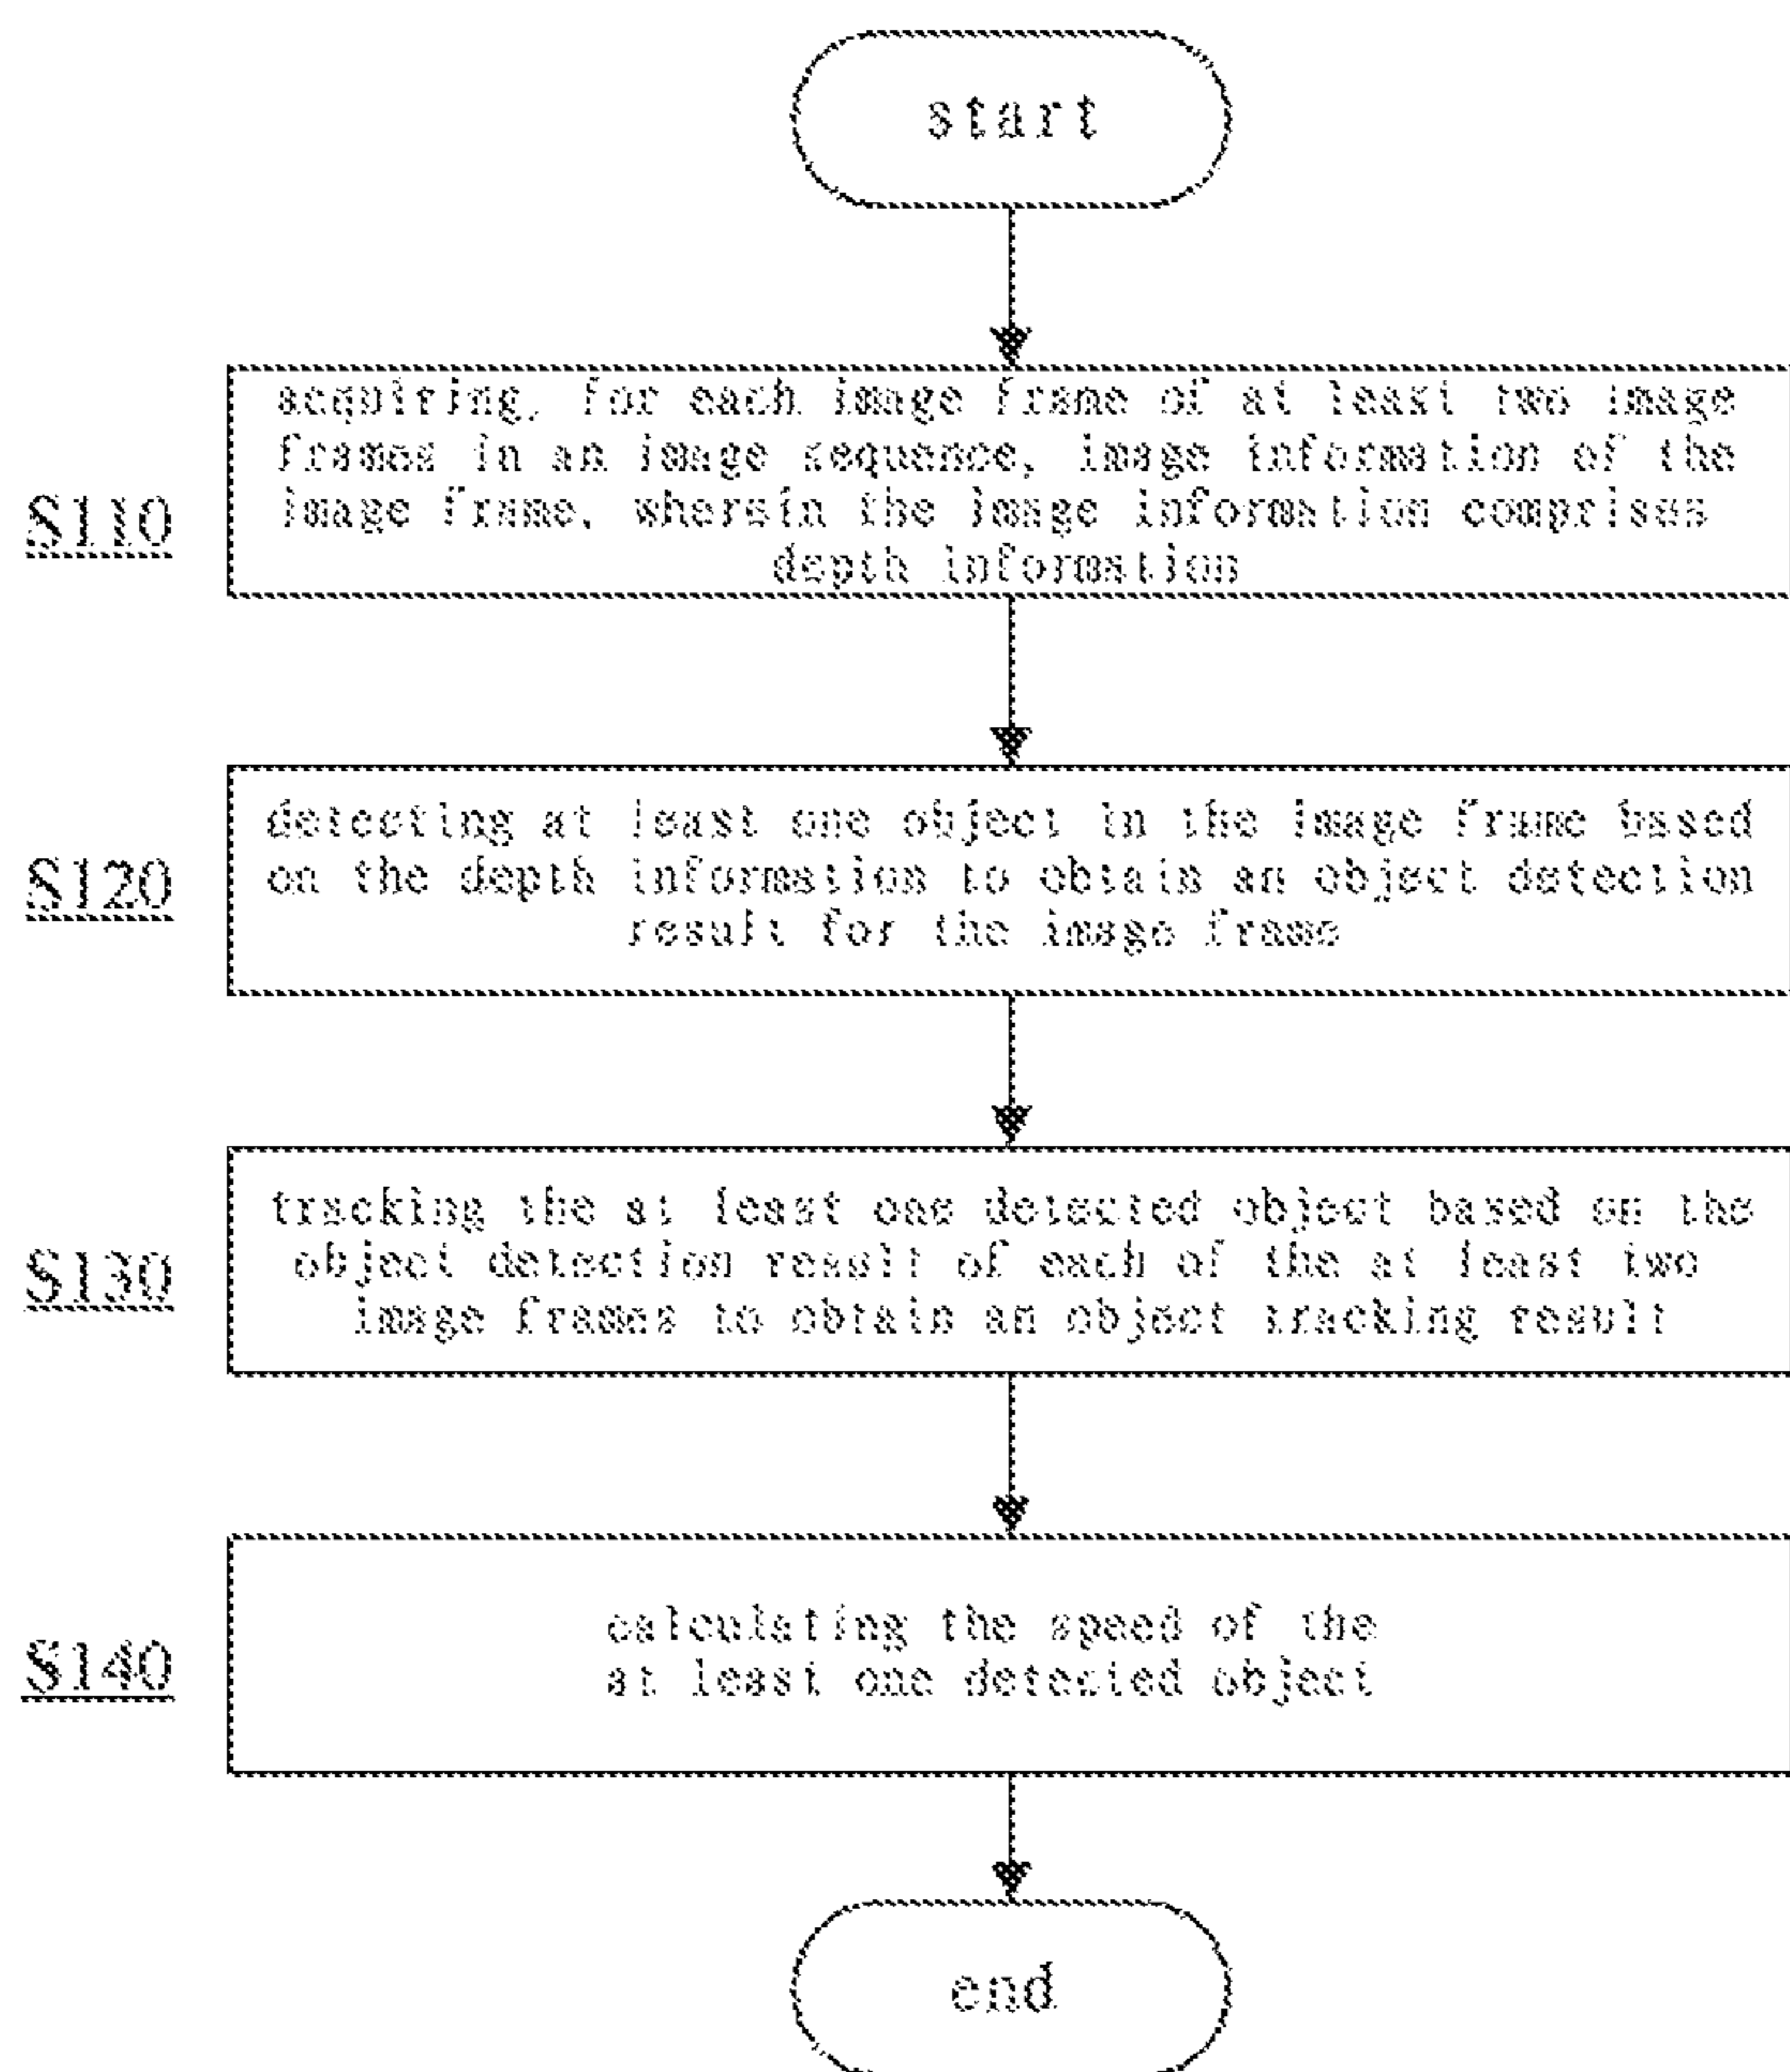 start
acquiring, for each image frame of at least two image
frames in an image sequence, image information of the
S110
image frame, wherein the image information comprises
depth information
detecting at least one object in the image frame based
S120
on the depth information to obtain an object detection
result for the image frame
tracking the at least one detected object based on the
S130
object detection result of each of the at least two
image frames to obtain an object tracking result
calculating the speed of the
S140
at least one detected object
end